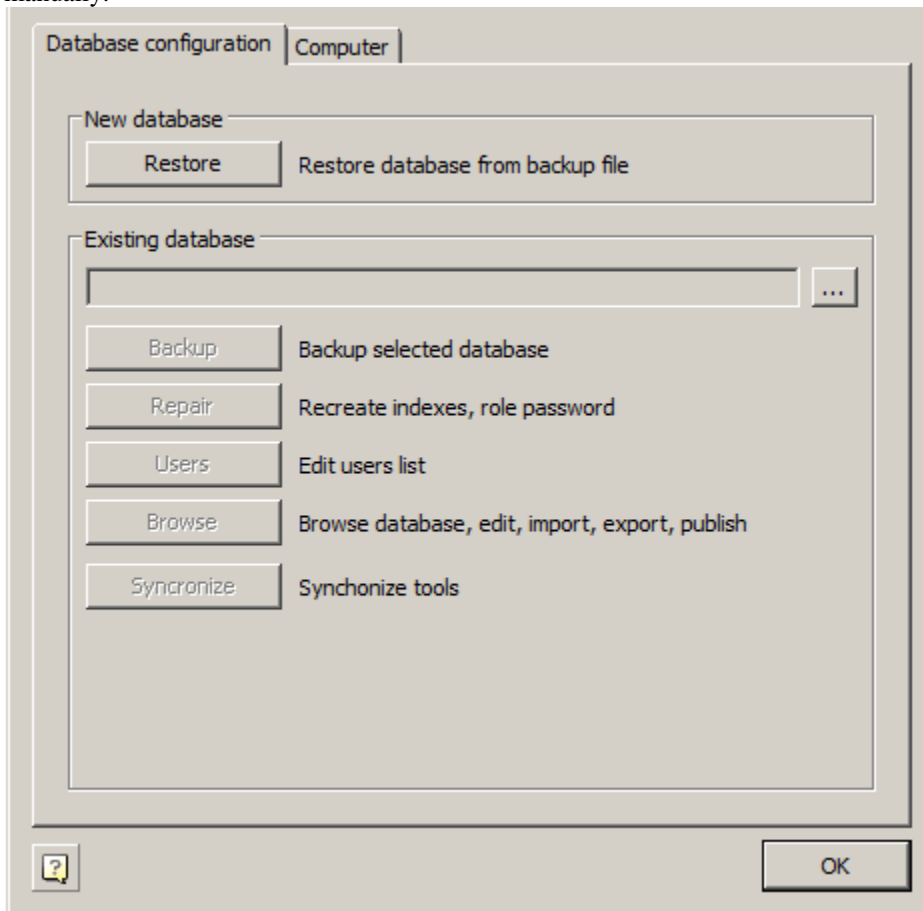 manually.
Database configuration Computer
New database
Restore Restore database from backup file
Existing database
...
Backup Backup selected database
Repair Recreate indexes, role password
Users Edit users list
Browse Browse database, edit, import, export, publish
Syncronize Synchonize tools
? OK